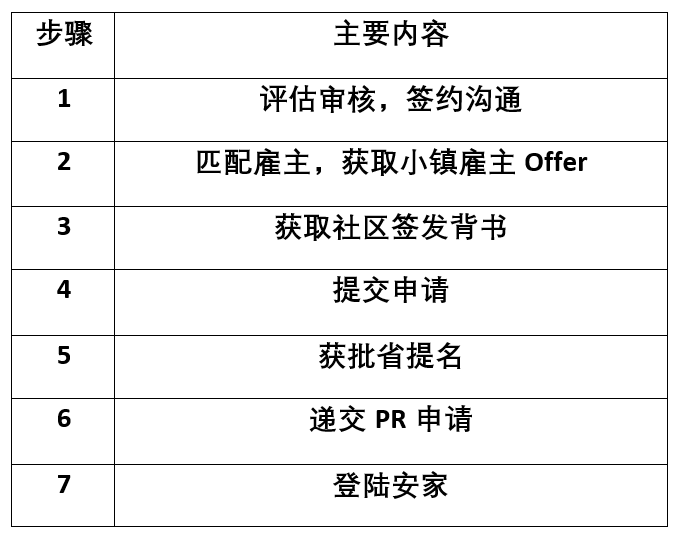 步骤 主要内容
1 评估审核，签约沟通
2 匹配雇主，获取小镇雇主 Offer
3 获取社区签发背书
4 提交申请
5 获批省提名
6 递交 PR 申请
7 登陆安家